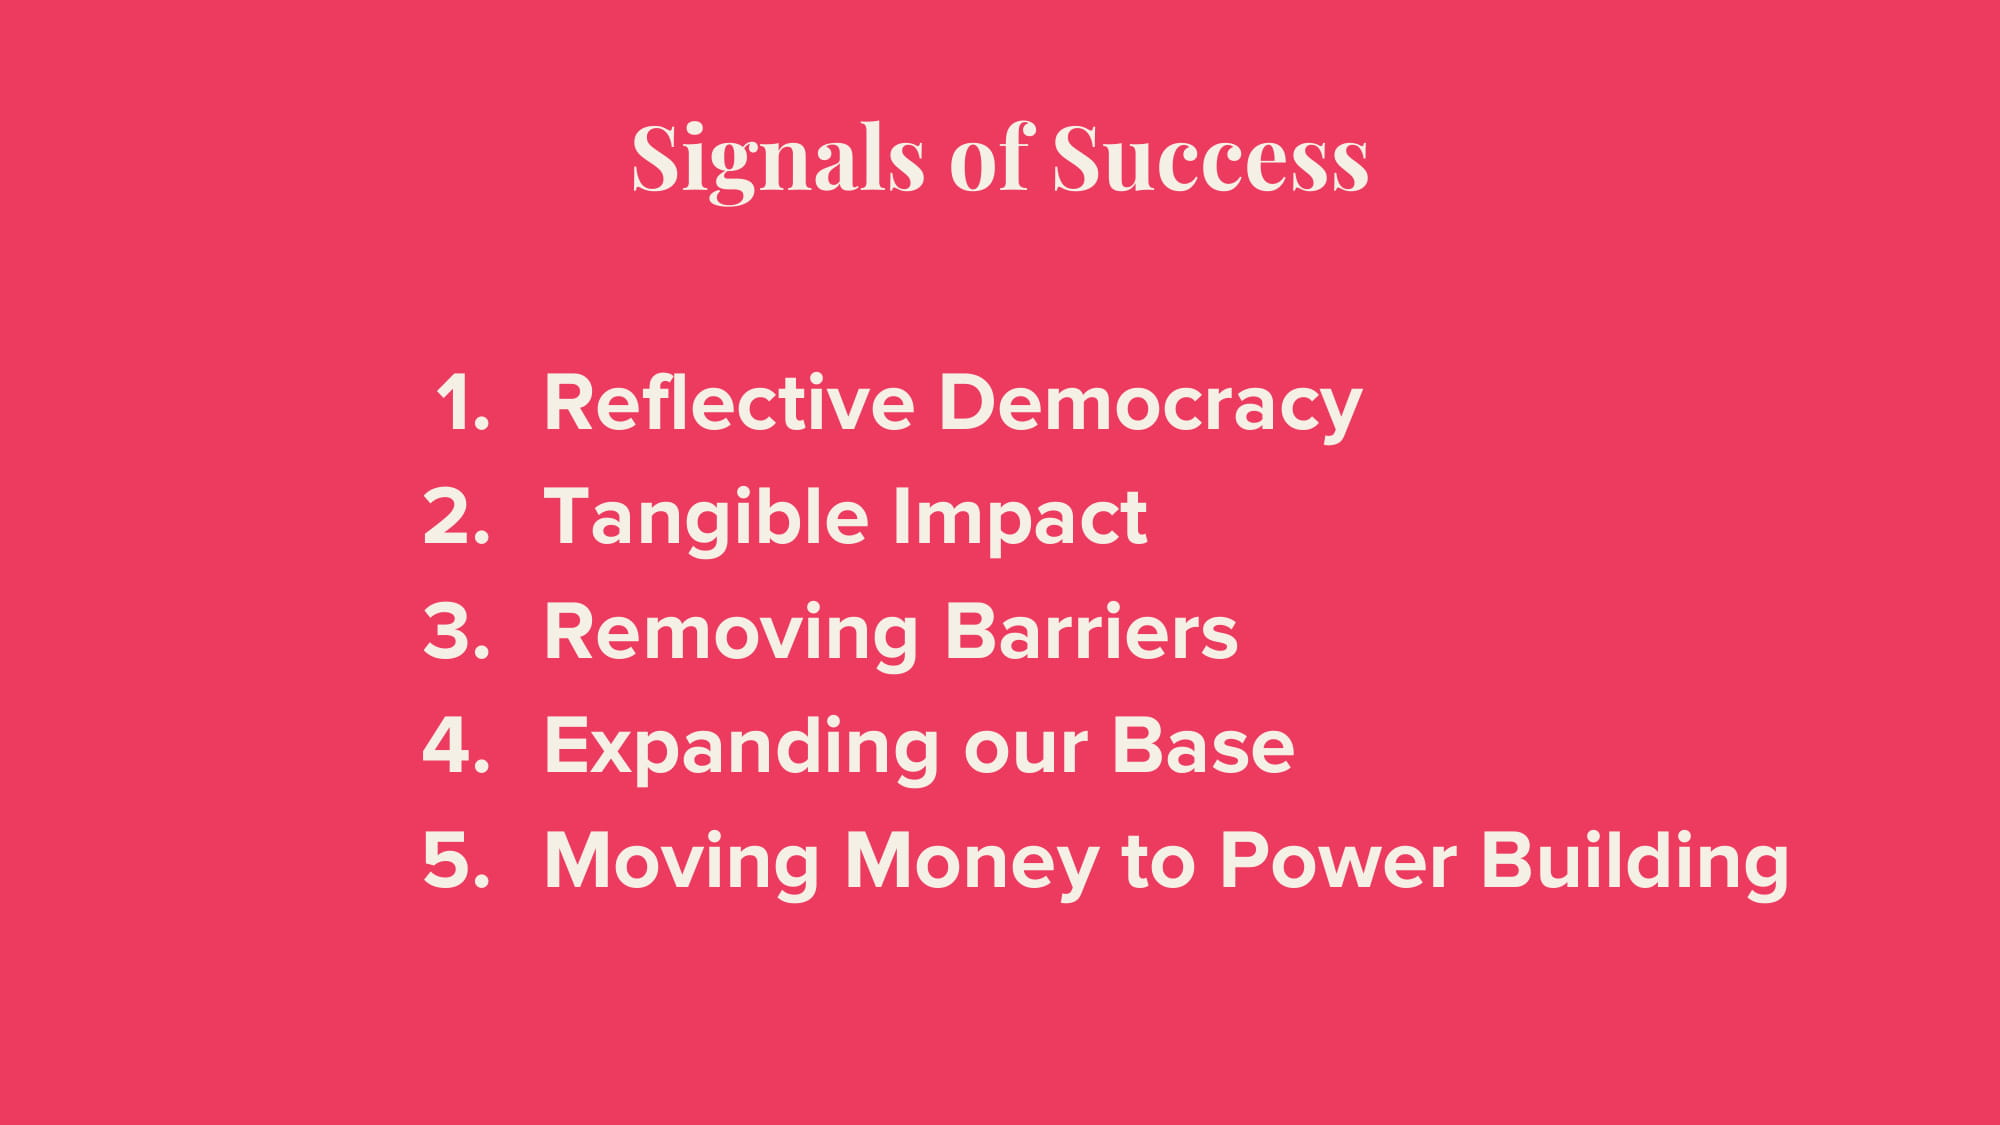 Signals of Success
1. Reflective Democracy
2. Tangible Impact
3. Removing Barriers
4. Expanding our Base
5. Moving Money to Power Building